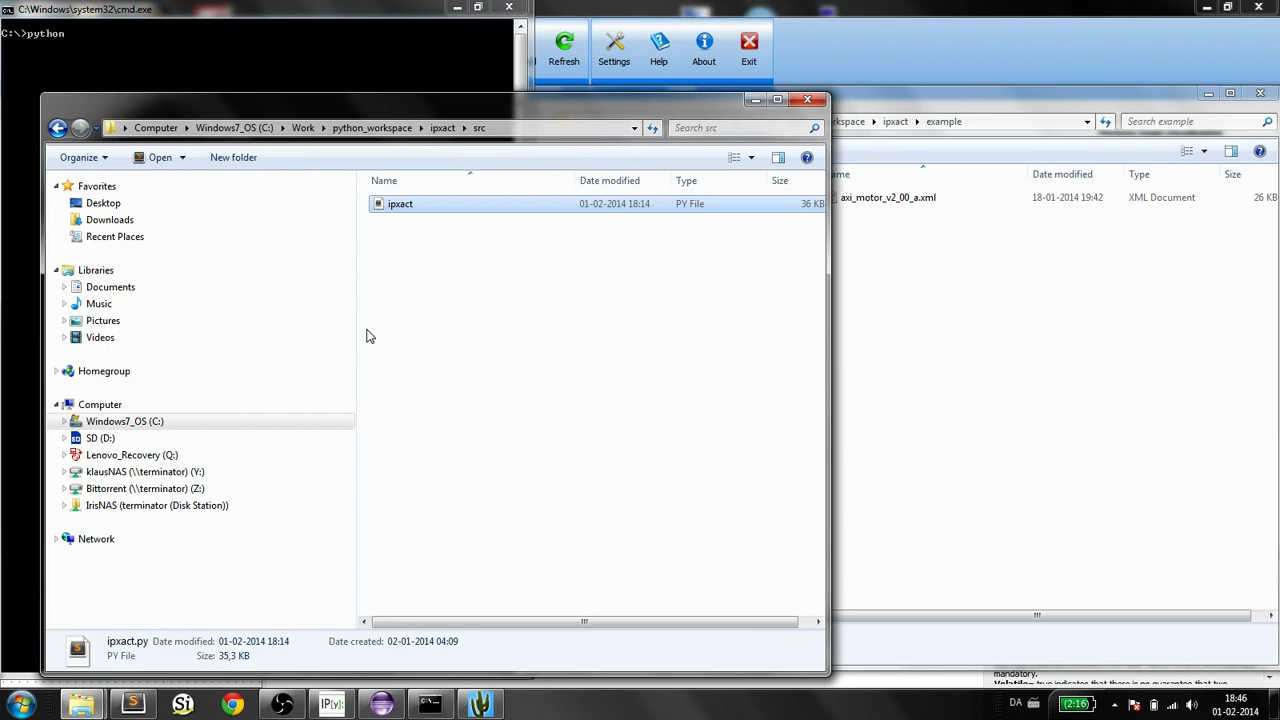 C:\Windows\system32\cmd.exe
C:\>python
Refresh
Settings
Help
About
Exit
Computer
Windows7_OS (C:)
Work
python_workspace
ipxact
src
Search src
ipxact
example
Search example
Organize
Open
New folder
Favorites
Desktop
Downloads
Recent Places
Libraries
Documents
Music
Pictures
Videos
Homegroup
Computer
Windows7_OS (C:)
SD (D:)
Lenovo_Recovery (Q:)
klausNAS (\\terminator) (Y:)
Bittorrent (\\terminator) (Z:)
IrisNAS (terminator (Disk Station))
Network
Name Date modified Type Size
ipxact 01-02-2014 18:14 PY File 36 KB
Date modified Type Size
axi_motor_v2_00_a.xml 18-01-2014 19:42 XML Document 26 KB
ipxact.py Date modified: 01-02-2014 18:14 Date created: 02-01-2014 04:09
PY File Size: 35,3 KB
mandatory.
Si
IP(y):
DA
(2:16)
18:46
01-02-2014